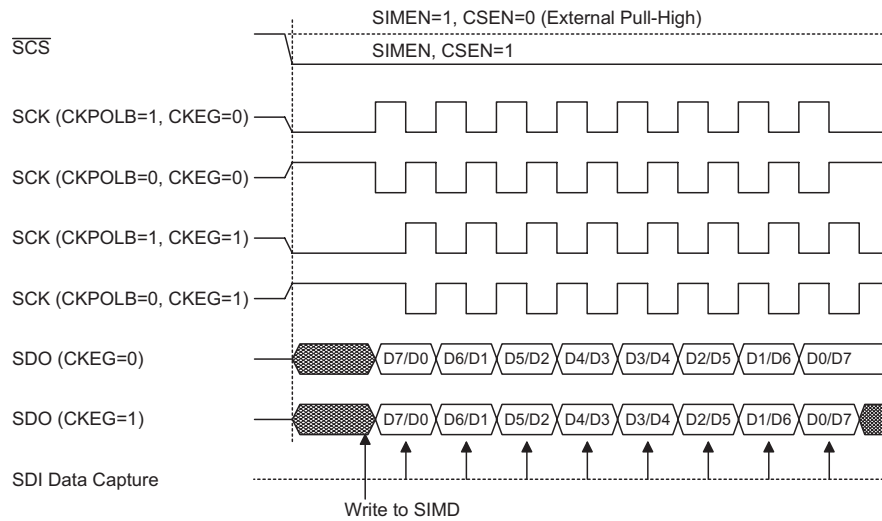 SIMEN=1, CSEN=0 (External Pull-High)
SCS
SIMEN, CSEN=1
SCK (CKPOLB=1, CKEG=0)
SCK (CKPOLB=0, CKEG=0)
SCK (CKPOLB=1, CKEG=1)
SCK (CKPOLB=0, CKEG=1)
SDO (CKEG=0) D7/D0 D6/D1 D5/D2 D4/D3 D3/D4 D2/D5 D1/D6 D0/D7
SDO (CKEG=1) D7/D0 D6/D1 D5/D2 D4/D3 D3/D4 D2/D5 D1/D6 D0/D7
SDI Data Capture
Write to SIMD